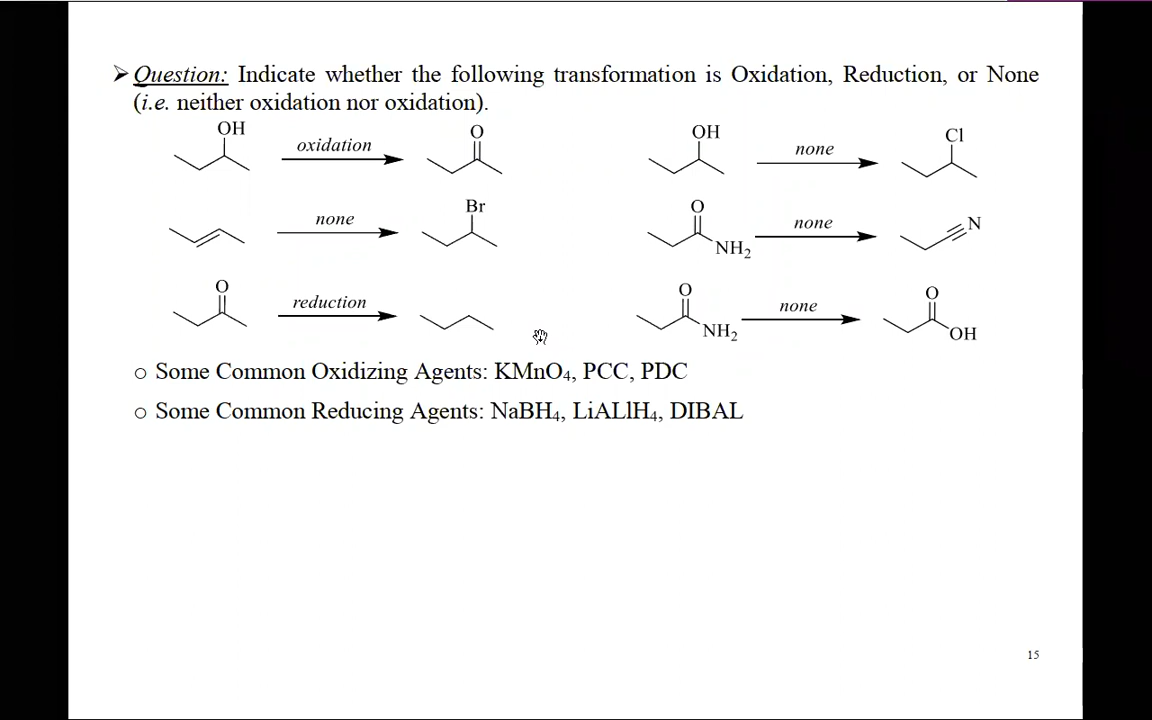 ➢ Question: Indicate whether the following transformation is Oxidation, Reduction, or None
(i.e. neither oxidation nor oxidation).
OH oxidation O OH none Cl
none Br O NH₂ none N
O reduction O NH₂ none O OH
o Some Common Oxidizing Agents: KMnO₄, PCC, PDC
o Some Common Reducing Agents: NaBH₄, LiALlH₄, DIBAL
15